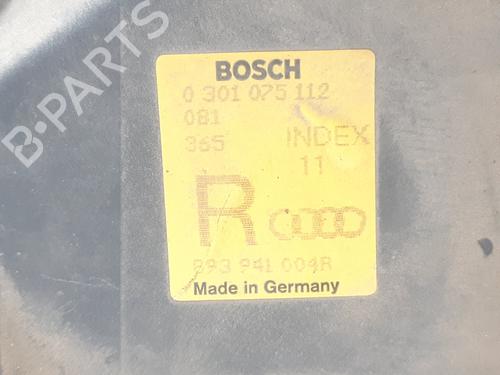 B-PARTS
BOSCH
0 301 075 112
081
365 INDEX
11
R
893 941 004R
Made in Germany